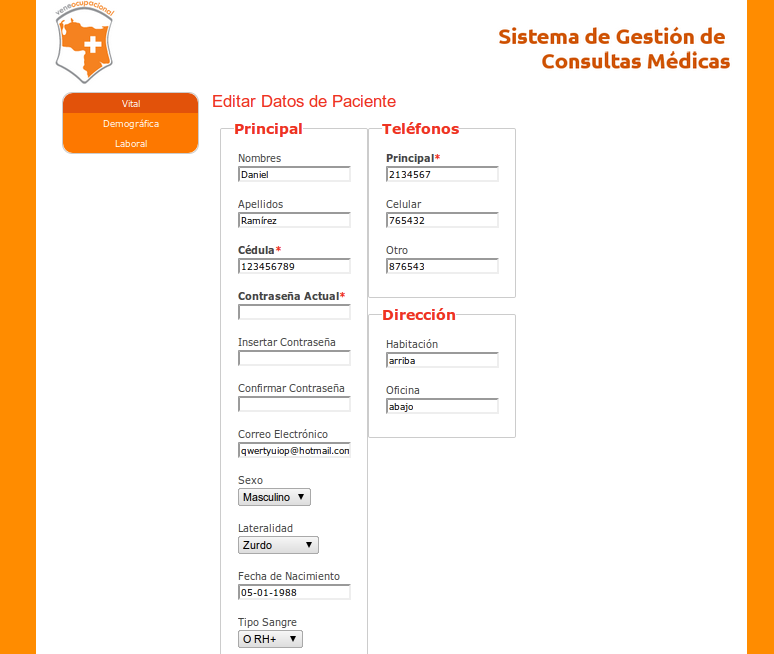 veneocupacional
Sistema de Gestión de
Consultas Médicas
Vital
Demográfica
Laboral
Editar Datos de Paciente
Principal
Nombres
Daniel
Apellidos
Ramírez
Cédula*
123456789
Contraseña Actual*
Insertar Contraseña
Confirmar Contraseña
Correo Electrónico
qwertyuiop@hotmail.com
Sexo
Masculino
Lateralidad
Zurdo
Fecha de Nacimiento
05-01-1988
Tipo Sangre
O RH+
Teléfonos
Principal*
2134567
Celular
765432
Otro
876543
Dirección
Habitación
arriba
Oficina
abajo